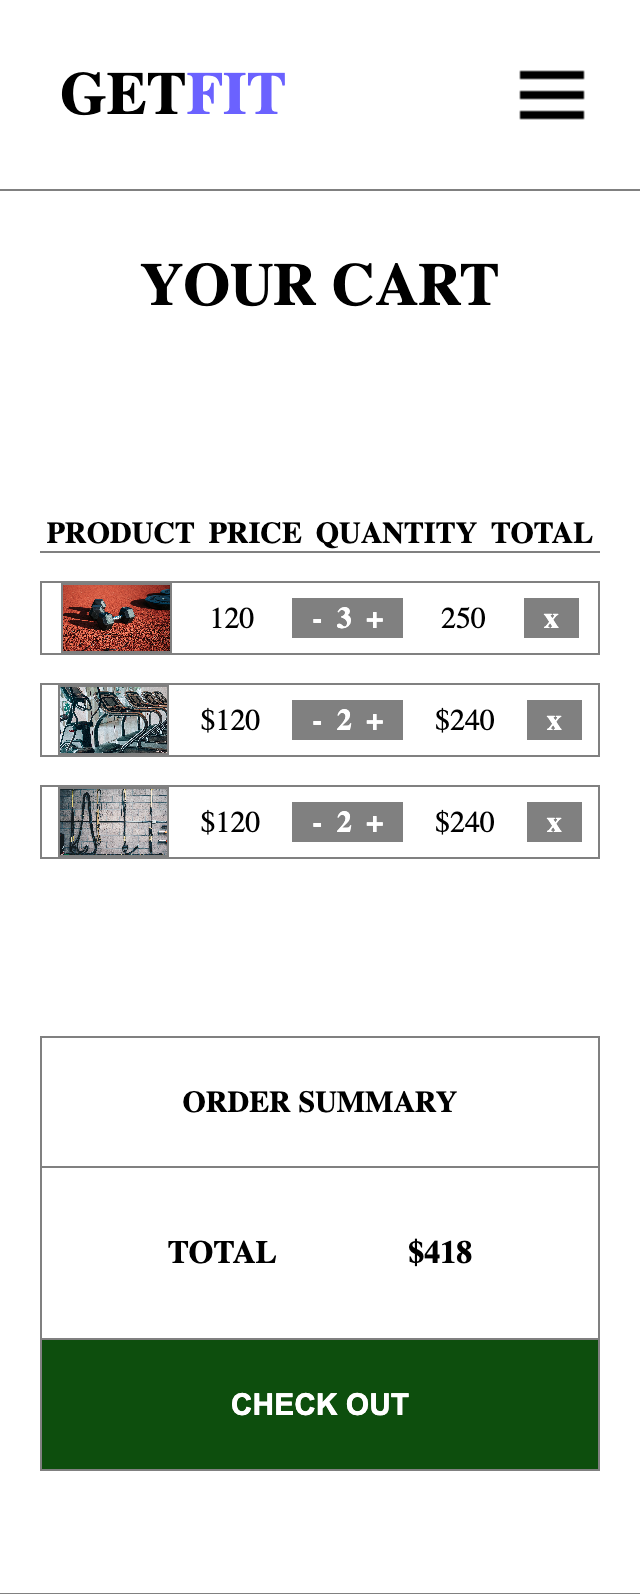 GETFIT
YOUR CART
PRODUCT PRICE QUANTITY TOTAL
120 - 3 + 250 x
$120 - 2 + $240 x
$120 - 2 + $240 x
ORDER SUMMARY
TOTAL $418
CHECK OUT